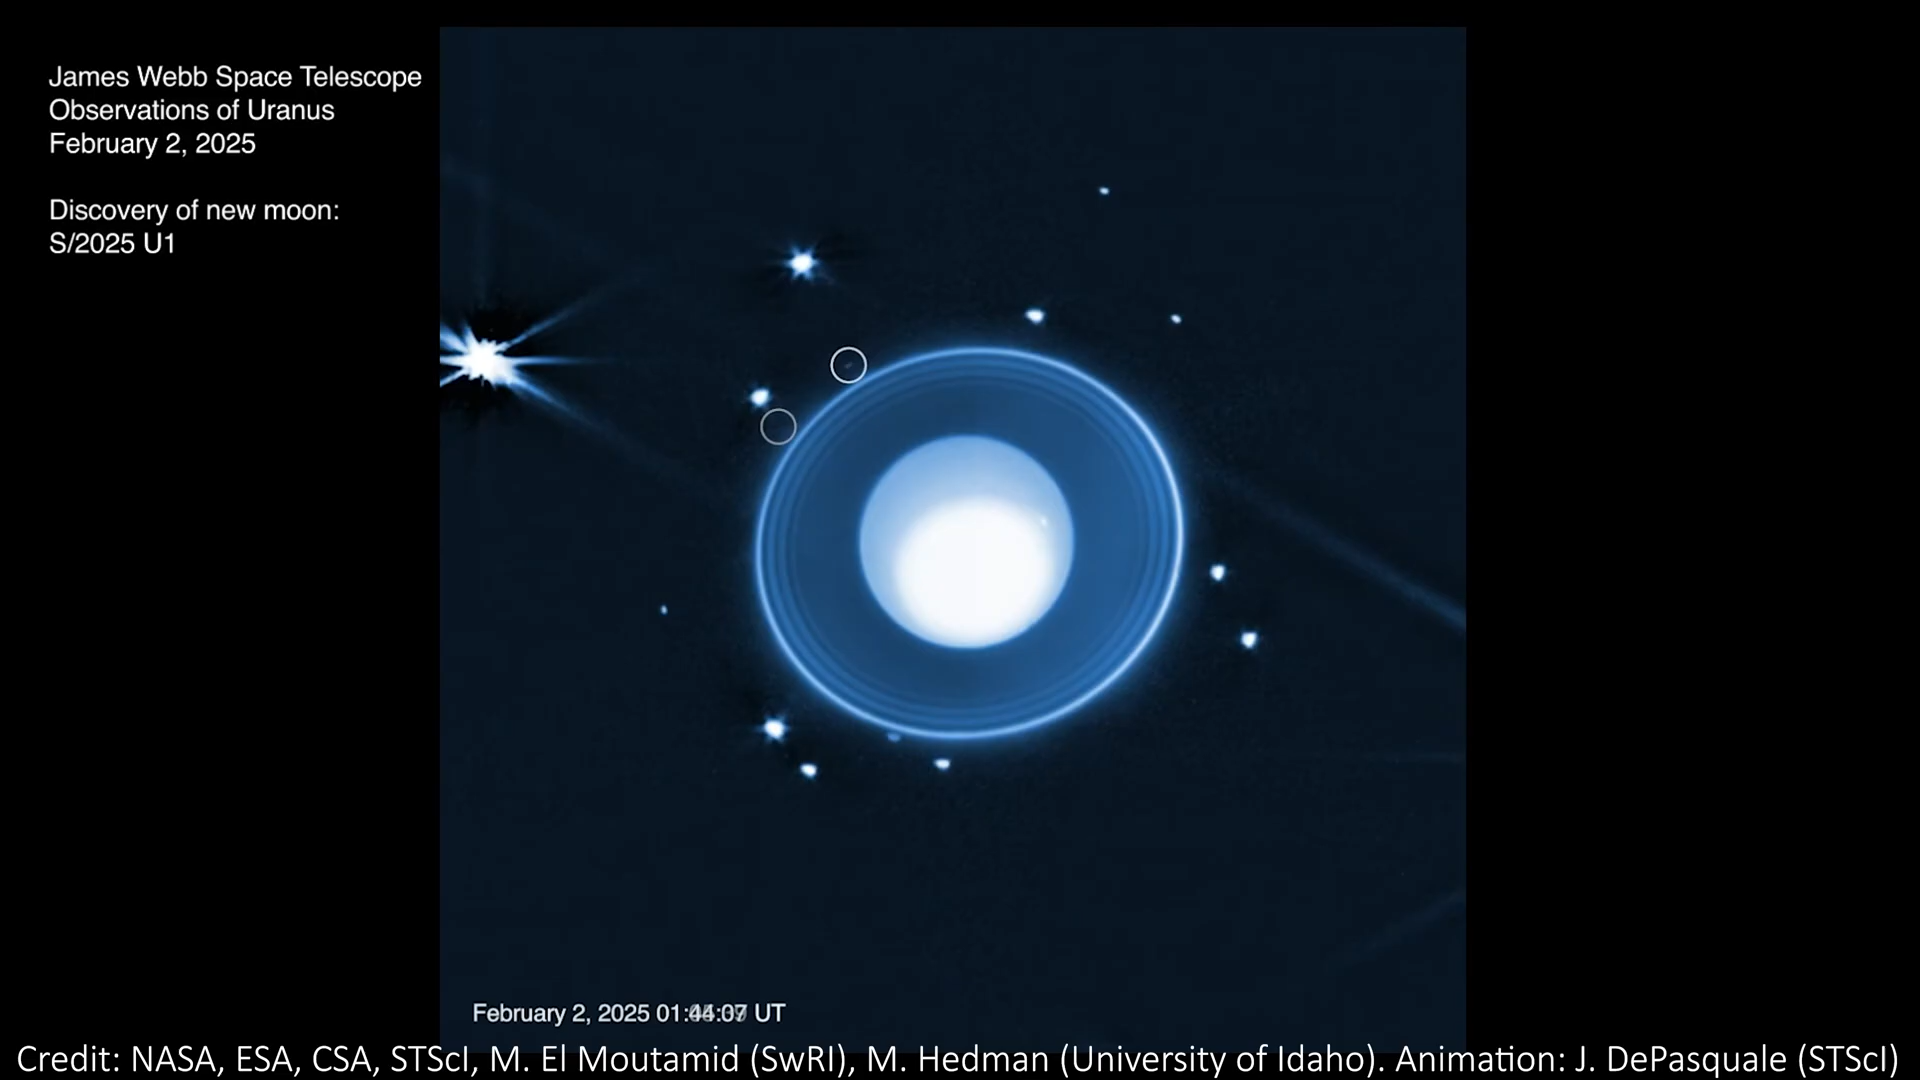 James Webb Space Telescope
Observations of Uranus
February 2, 2025
Discovery of new moon:
S/2025 U1
February 2, 2025 UT
Credit: NASA, ESA, CSA, STScI, M. El Moutamid (SwRI), M. Hedman (University of Idaho). Animation: J. DePasquale (STScI)